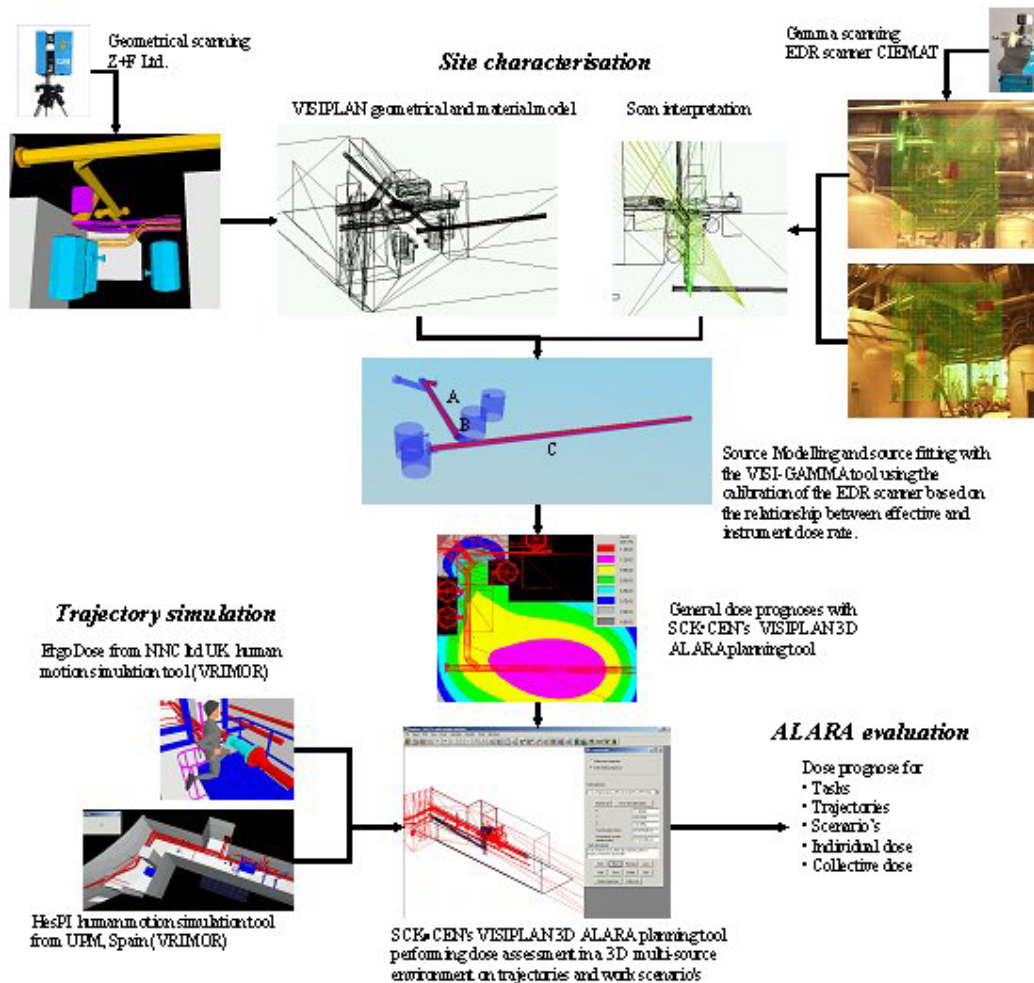 Geometrical scanning
Z+F Ltd.
Site characterisation
Gamma scanning
EDR scanner CIEMAT
VISIPLAN geometrical and material model
Scan interpretation
A
B
C
Source Modelling and source fitting with
the VISI-GAMMA tool using the
calibration of the EDR scanner based on
the relationship between effective and
instrument dose rate.
General dose prognoses with
SCK•CEN's VISIPLAN 3D
ALARA planning tool
Trajectory simulation
ErgoDose from NNC ltd UK human
motion simulation tool (VRIMOR)
HesPI human motion simulation tool
from UPM, Spain (VRIMOR)
SCK•CEN's VISIPLAN 3D ALARA planning tool
performing dose assessment in a 3D multi-source
environment on trajectories and work scenario's
ALARA evaluation
Dose prognose for
• Tasks
• Trajectories
• Scenario's
• Individual dose
• Collective dose